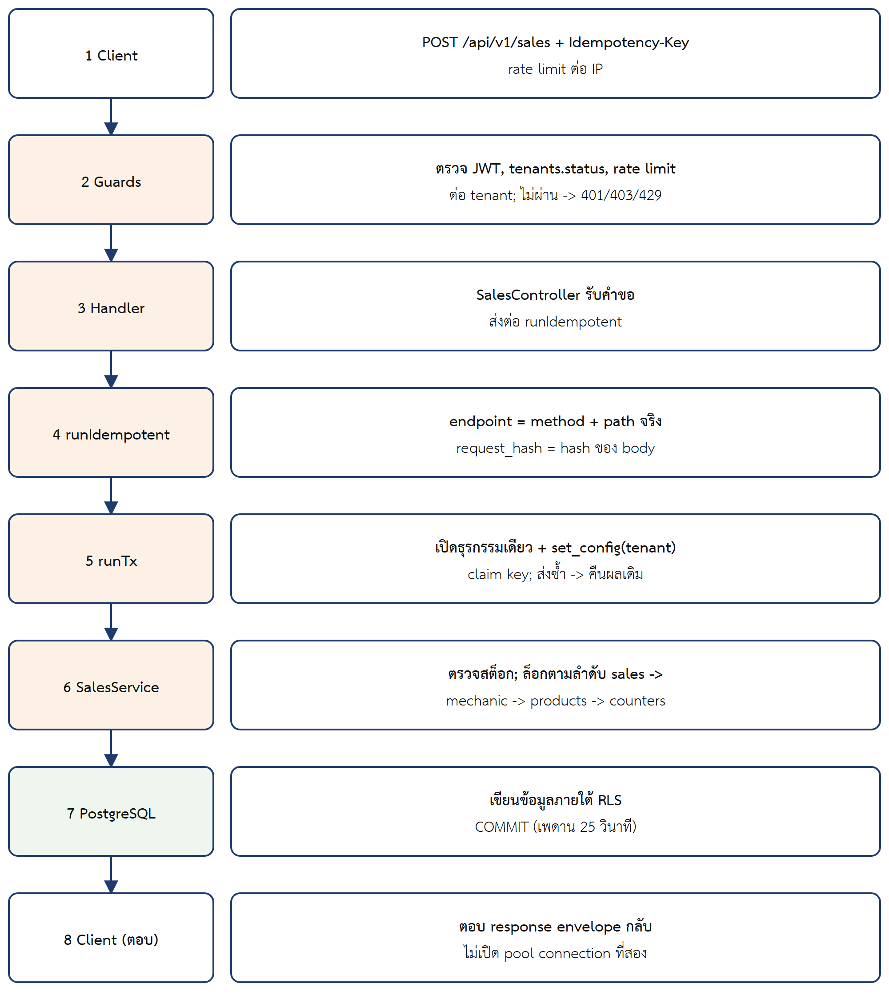 1 Client
POST /api/v1/sales + Idempotency-Key
rate limit ต่อ IP
2 Guards
ตรวจ JWT, tenants.status, rate limit
ต่อ tenant; ไม่ผ่าน -> 401/403/429
3 Handler
SalesController รับคำขอ
ส่งต่อ runIdempotent
4 runIdempotent
endpoint = method + path จริง
request_hash = hash ของ body
5 runTx
เปิดธุรกรรมเดียว + set_config(tenant)
claim key; ส่งซ้ำ -> คืนผลเดิม
6 SalesService
ตรวจสต็อก; ล็อกตามลำดับ sales ->
mechanic -> products -> counters
7 PostgreSQL
เขียนข้อมูลภายใต้ RLS
COMMIT (เพดาน 25 วินาที)
8 Client (ตอบ)
ตอบ response envelope กลับ
ไม่เปิด pool connection ที่สอง